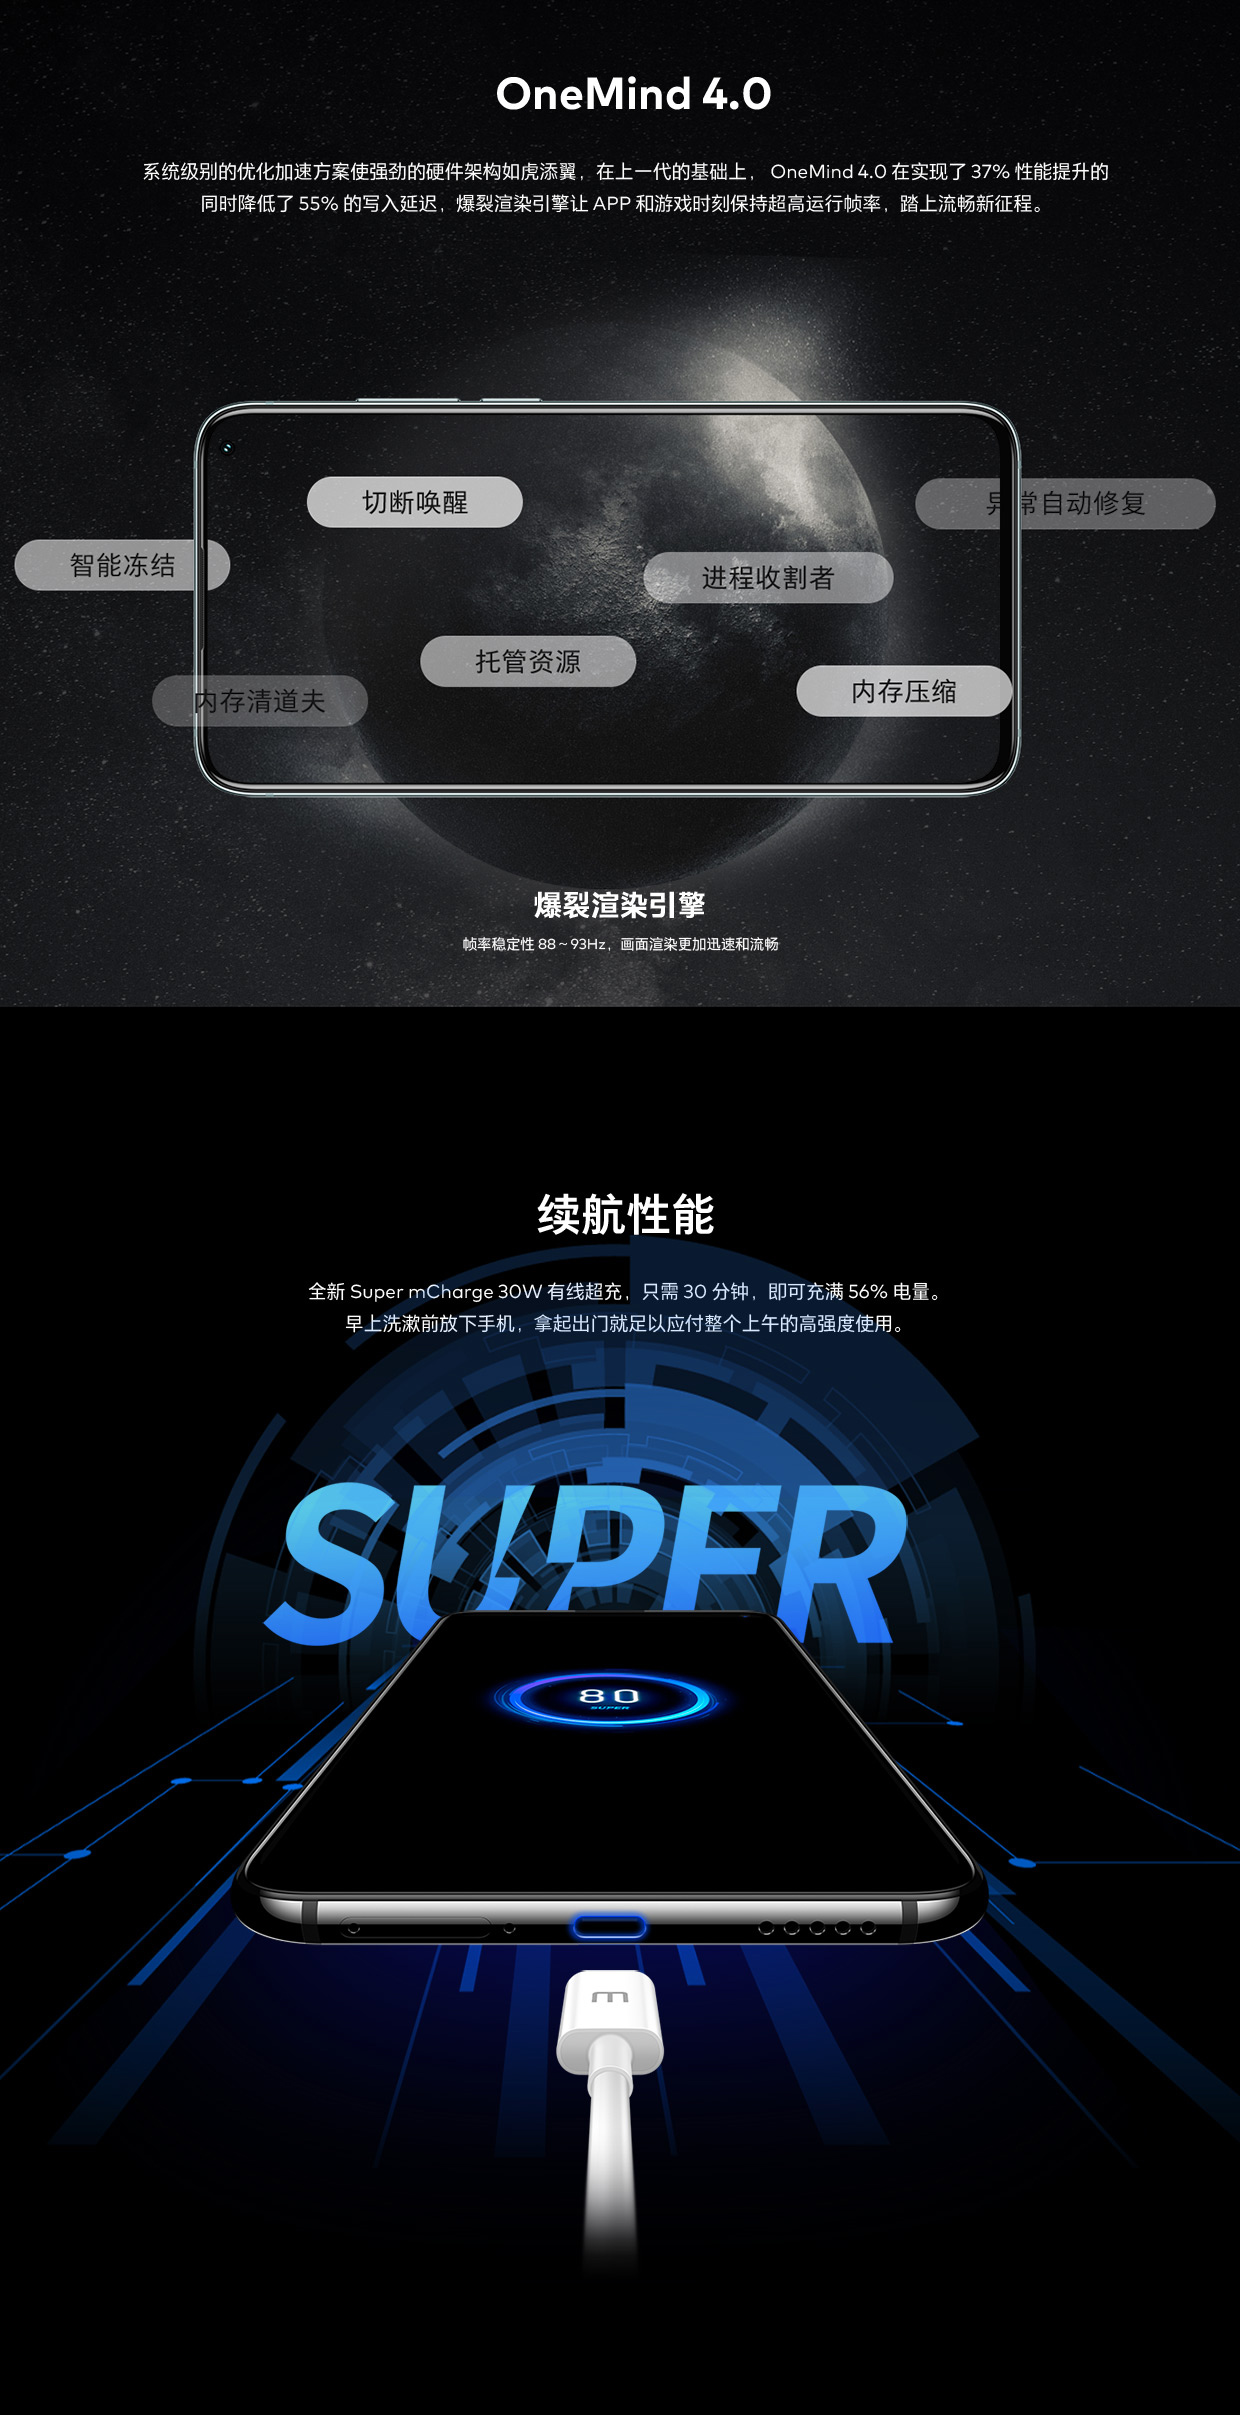 OneMind 4.0
系统级别的优化加速方案使强劲的硬件架构如虎添翼，在上一代的基础上， OneMind 4.0 在实现了 37% 性能提升的
同时降低了 55% 的写入延迟，爆裂渲染引擎让 APP 和游戏时刻保持超高运行帧率，踏上流畅新征程。
切断唤醒
异常自动修复
智能冻结
进程收割者
托管资源
内存清道夫
内存压缩
爆裂渲染引擎
帧率稳定性 88~93Hz，画面渲染更加迅速和流畅
续航性能
全新 Super mCharge 30W 有线超充，只需 30 分钟，即可充满 56% 电量。
早上洗漱前放下手机，拿起出门就足以应付整个上午的高强度使用。
SUPER
80
SUPER
m